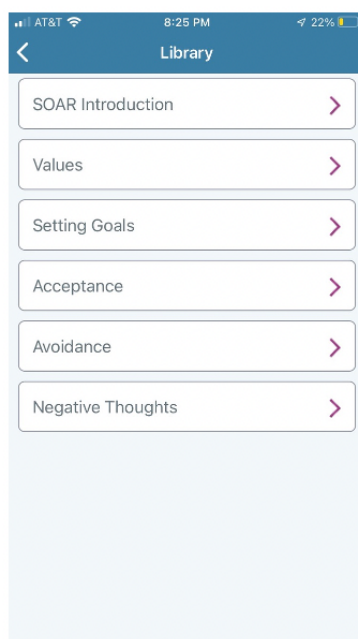 AT&T 8:25 PM 22%
Library
SOAR Introduction
Values
Setting Goals
Acceptance
Avoidance
Negative Thoughts